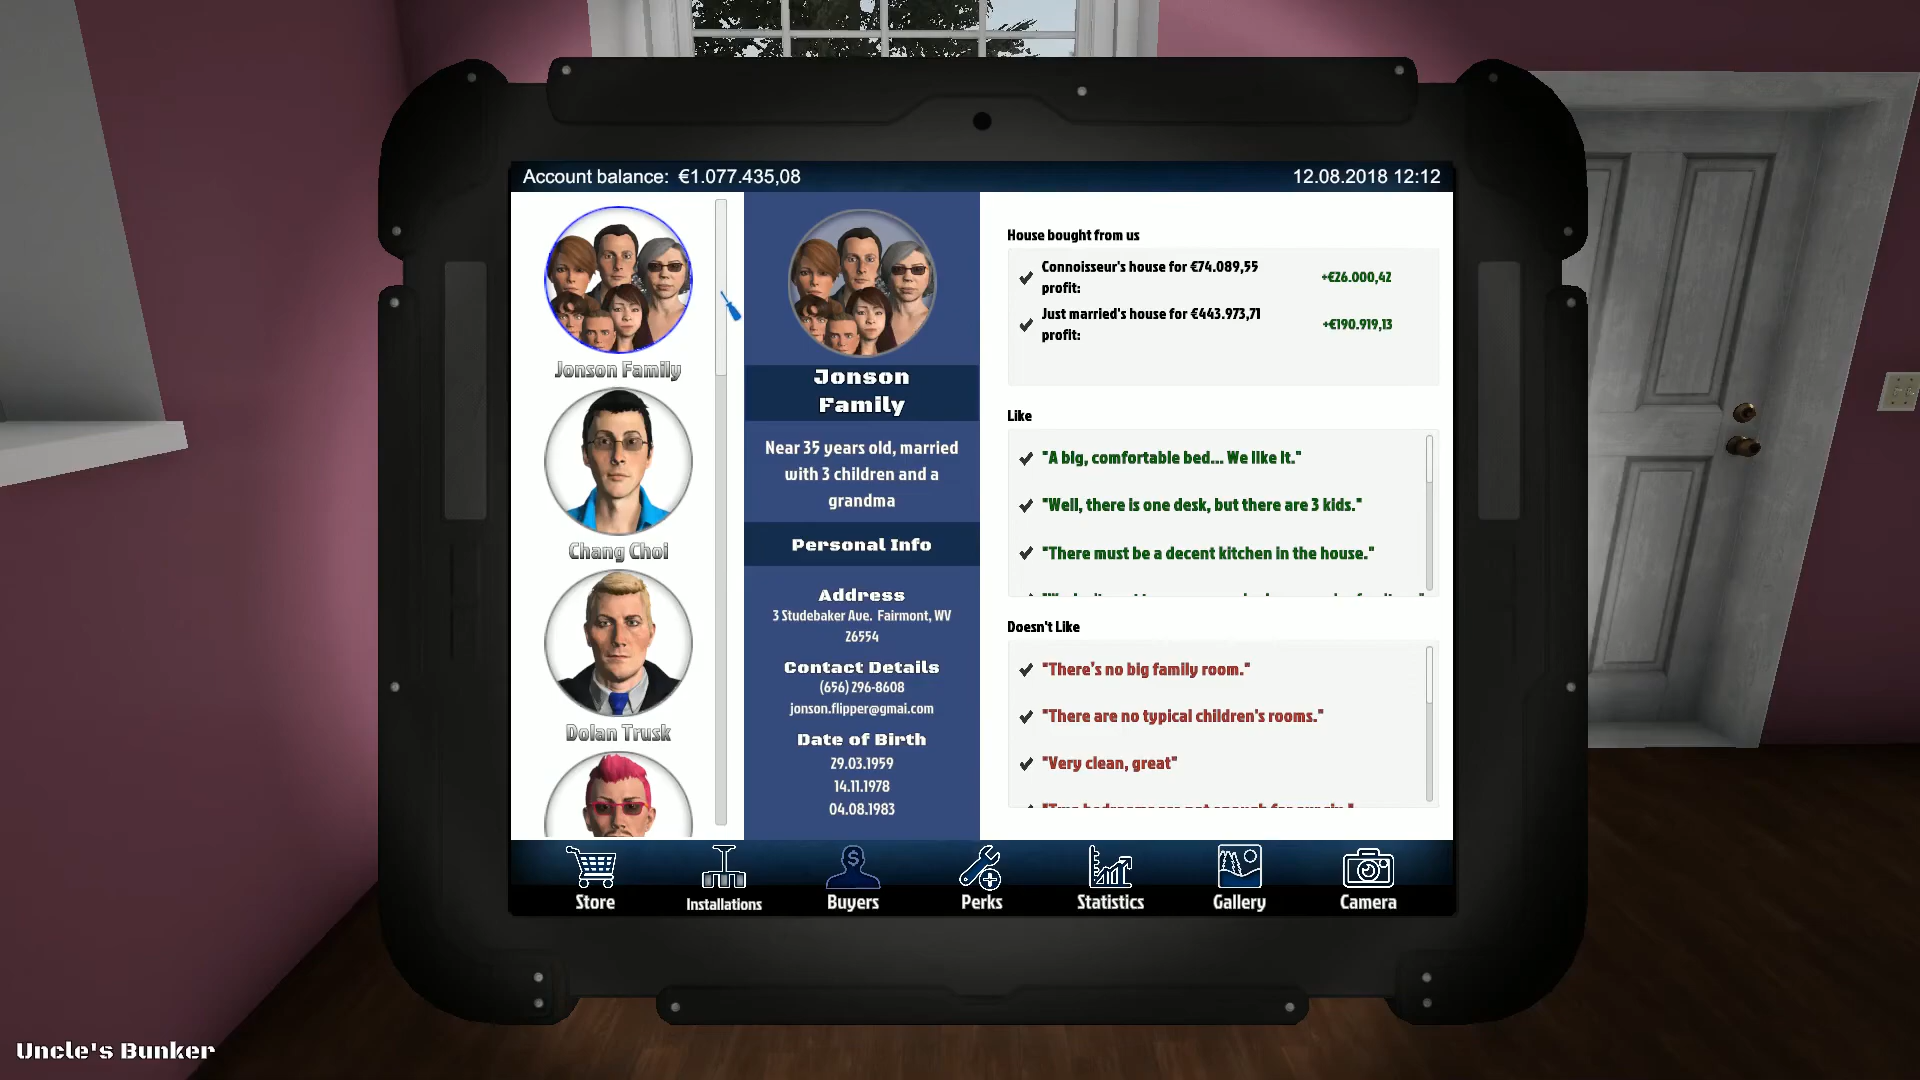 Account balance: €1.077.435,08
12.08.2018 12:12
Jonson Family
Chang Choi
Dolan Trusk
Jonson
Family
Near 35 years old, married
with 3 children and a
grandma
Personal Info
Address
3 Studebaker Ave. Fairmont, WV
26554
Contact Details
(656) 296-8608
jonson.flipper@gmai.com
Date of Birth
29.03.1959
14.11.1978
04.08.1983
House bought from us
Connoisseur's house for €74.089,55
profit:
+€26.000,42
Just married's house for €443.973,71
profit:
+€190.919,13
Like
"A big, comfortable bed... We like it."
"Well, there is one desk, but there are 3 kids."
"There must be a decent kitchen in the house."
Doesn't Like
"There's no big family room."
"There are no typical children's rooms."
"Very clean, great"
Store
Installations
Buyers
Perks
Statistics
Gallery
Camera
Uncle's Bunker